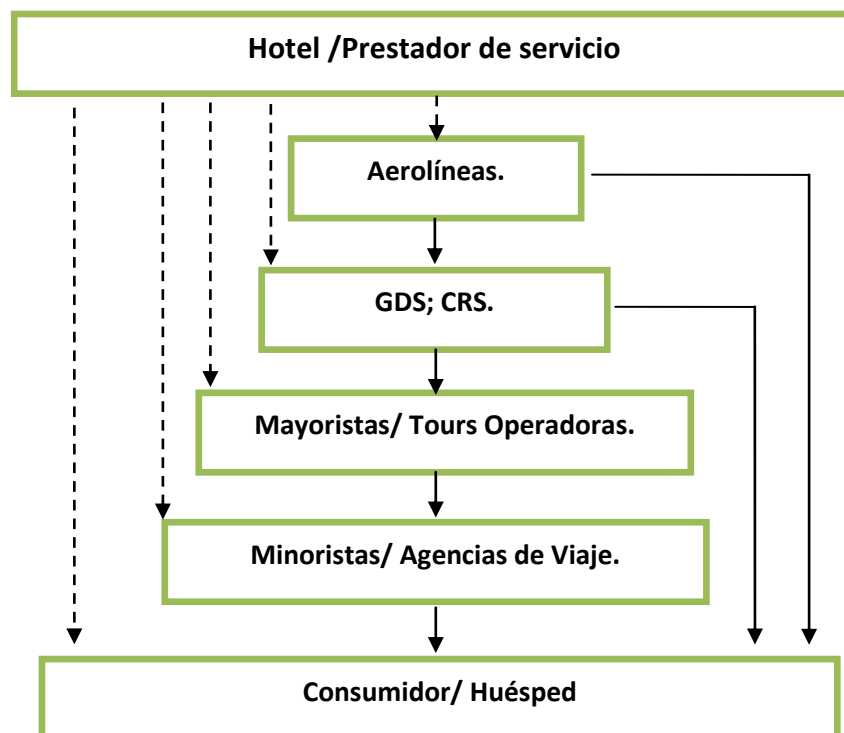 Hotel /Prestador de servicio
Aerolíneas.
GDS; CRS.
Mayoristas/ Tours Operadoras.
Minoristas/ Agencias de Viaje.
Consumidor/ Huésped